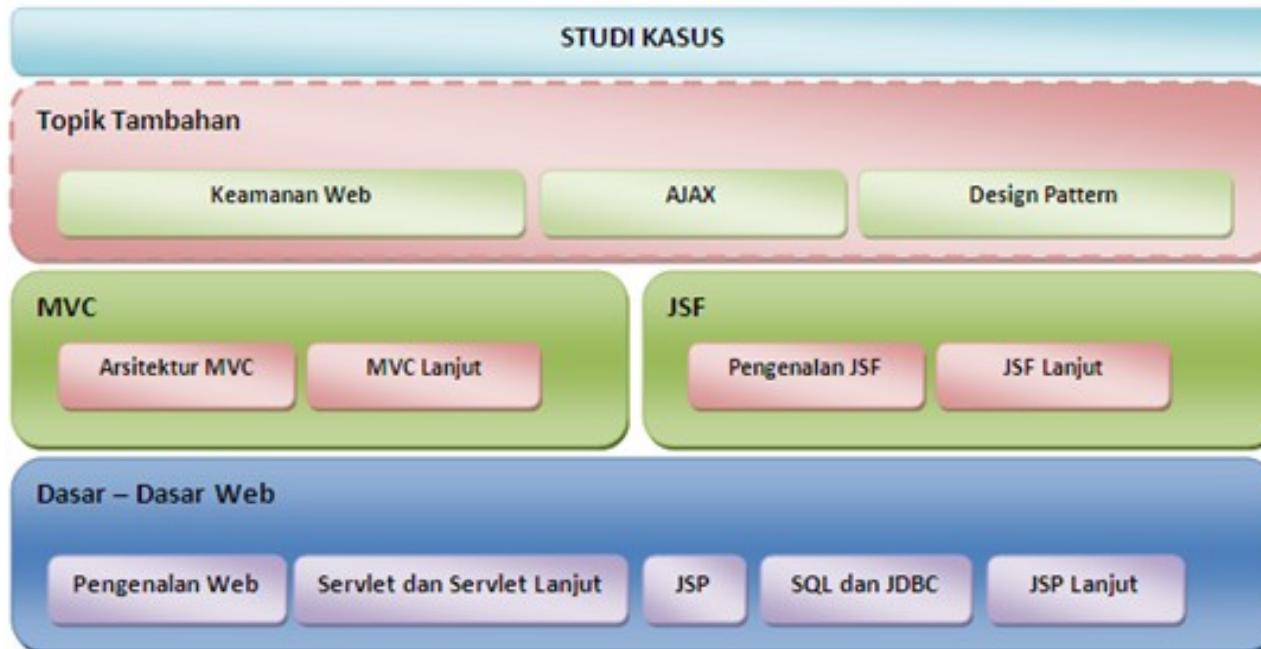 STUDI KASUS
Topik Tambahan
Keamanan Web
AJAX
Design Pattern
MVC
Arsitektur MVC
MVC Lanjut
JSF
Pengenalan JSF
JSF Lanjut
Dasar – Dasar Web
Pengenalan Web
Servlet dan Servlet Lanjut
JSP
SQL dan JDBC
JSP Lanjut